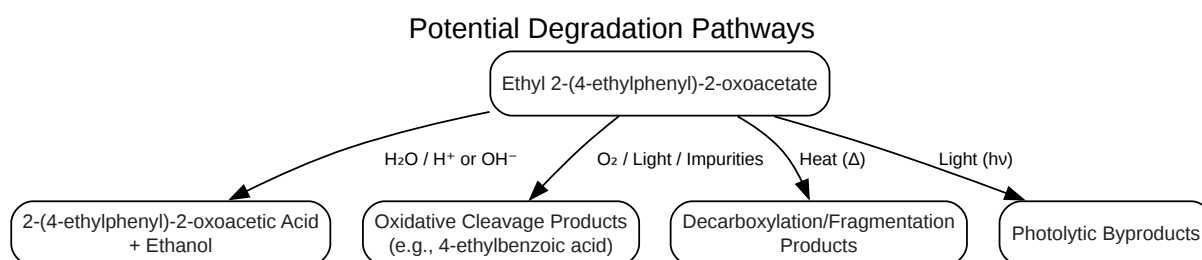 Potential Degradation Pathways
Ethyl 2-(4-ethylphenyl)-2-oxoacetate
H₂O / H⁺ or OH⁻
O₂ / Light / Impurities
Heat (Δ)
Light (hν)
2-(4-ethylphenyl)-2-oxoacetic Acid
+ Ethanol
Oxidative Cleavage Products
(e.g., 4-ethylbenzoic acid)
Decarboxylation/Fragmentation
Products
Photolytic Byproducts